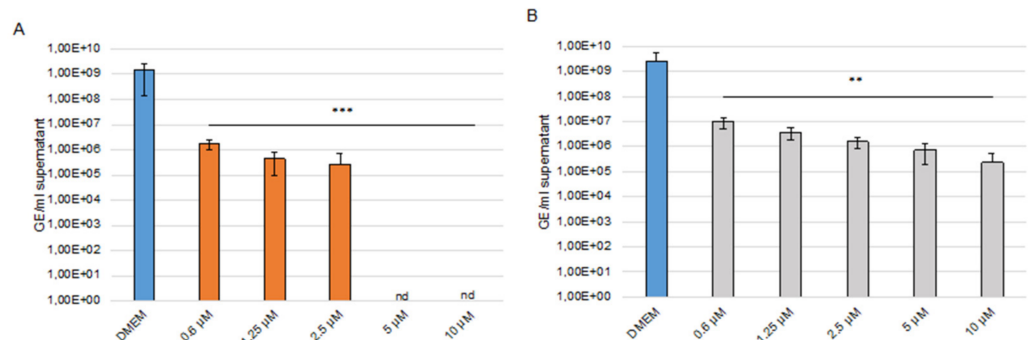 A
GE/ml supernatant
1,00E+10
1,00E+09
1,00E+08
1,00E+07
1,00E+06
1,00E+05
1,00E+04
1,00E+03
1,00E+02
1,00E+01
1,00E+00
***
nd
nd
DMEM
0.6 µM
1.25 µM
2.5 µM
5 µM
10 µM
B
GE/ml supernatant
1,00E+10
1,00E+09
1,00E+08
1,00E+07
1,00E+06
1,00E+05
1,00E+04
1,00E+03
1,00E+02
1,00E+01
1,00E+00
**
DMEM
0.6 µM
1.25 µM
2.5 µM
5 µM
10 µM